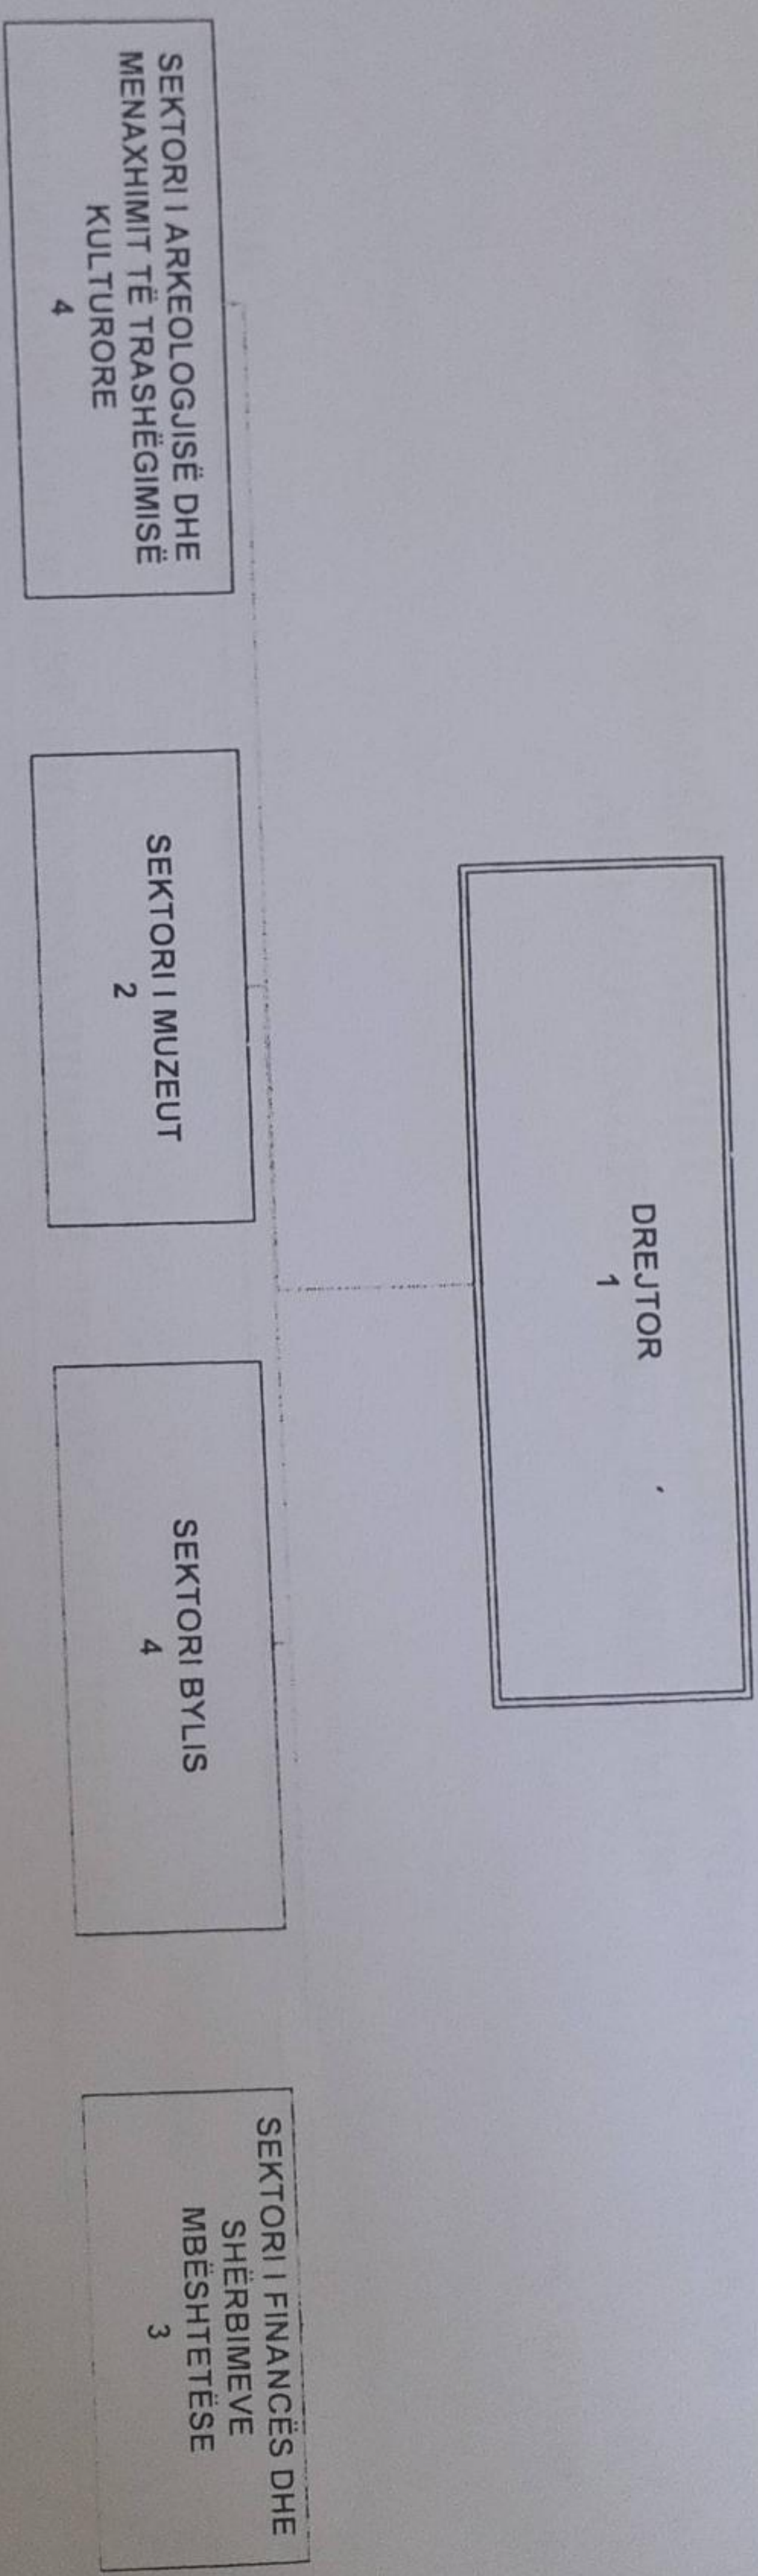 DREJTOR
1
SEKTORI I ARKEOLOGJISË DHE
MENAXHIMIT TË TRASHËGIMISË
KULTURORE
4
SEKTORI I MUZEUT
2
SEKTORI BYLIS
4
SEKTORI I FINANCËS DHE
SHËRBIMEVE
MBËSHTETËSE
3